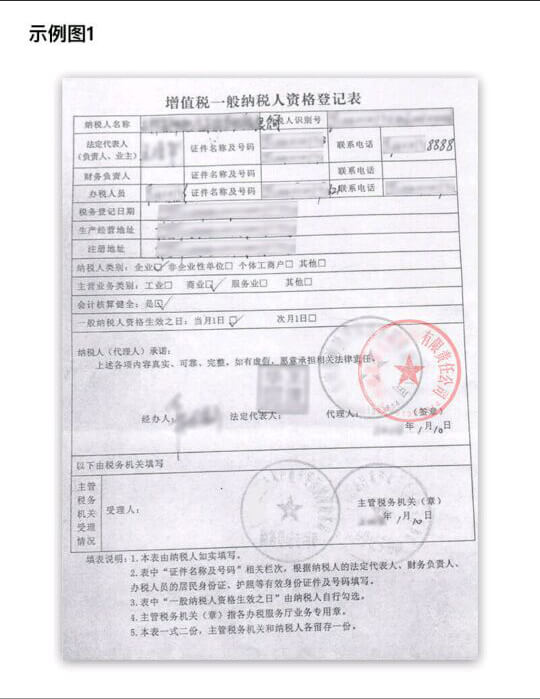 示例图1
增值税一般纳税人资格登记表
纳税人名称 税人识别号
法定代表人
(负责人、业主) 证件名称及号码 联系电话 8888
财务负责人 证件名称及号码 联系电话
办税人员 证件名称及号码 联系电话
税务登记日期
生产经营地址
注册地址
纳税人类别：企业☑ 非企业性单位□ 个体工商户□ 其他□
主营业务类别：工业□ 商业☑ 服务业□ 其他□
会计核算健全：是☑
一般纳税人资格生效之日：当月1日☑ 次月1日□
纳税人（代理人）承诺：
上述各项内容真实、可靠、完整。如有虚假，愿意承担相关法律责任。
有限责任公司
经办人： 法定代表人： 代理人： (签章)
年1月10日
以下由税务机关填写
主管
税务
机关
受理
情况
受理人：
主管税务机关（章）
年1月10日
填表说明：1.本表由纳税人如实填写。
2.表中“证件名称及号码”相关栏次，根据纳税人的法定代表人、财务负责人、
办税人员的居民身份证、护照等有效身份证件及号码填写。
3.表中“一般纳税人资格生效之日”由纳税人自行勾选。
4.主管税务机关（章）指各办税服务厅业务专用章。
5.本表一式二份，主管税务机关和纳税人各留存一份。